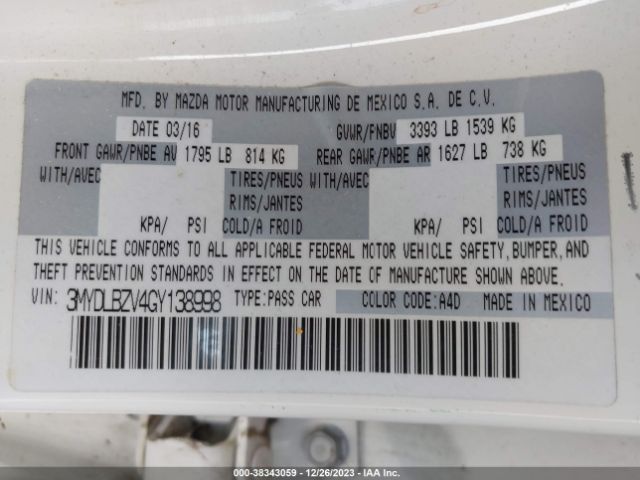 MFD. BY MAZDA MOTOR MANUFACTURING DE MEXICO S.A. DE C.V.
DATE 03/16 GVWR/PNBV 3393 LB 1539 KG
FRONT GAWR/PNBE AV 1795 LB 814 KG REAR GAWR/PNBE AR 1627 LB 738 KG
WITH/AVEC TIRES/PNEUS WITH/AVEC TIRES/PNEUS
RIMS/JANTES RIMS/JANTES
KPA/ PSI COLD/A FROID KPA/ PSI COLD/A FROID
THIS VEHICLE CONFORMS TO ALL APPLICABLE FEDERAL MOTOR VEHICLE SAFETY, BUMPER, AND
THEFT PREVENTION STANDARDS IN EFFECT ON THE DATE OF MANUFACTURE SHOWN ABOVE.
VIN: 3MYDLBZV4GY138998 TYPE:PASS CAR COLOR CODE:A4D MADE IN MEXICO
000-38343059 - 12/26/2023 - IAA Inc.